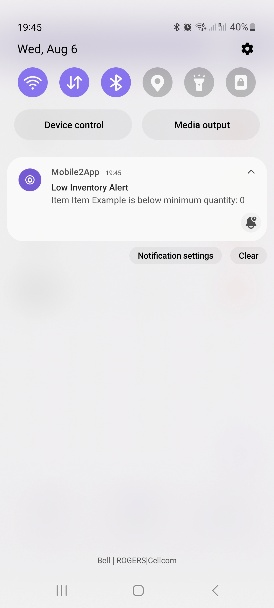 19:45
40%
Wed, Aug 6
Device control
Media output
Mobile2App 19:45
Low Inventory Alert
Item Item Example is below minimum quantity: 0
Notification settings
Clear
Bell | ROGERS|Cellcom